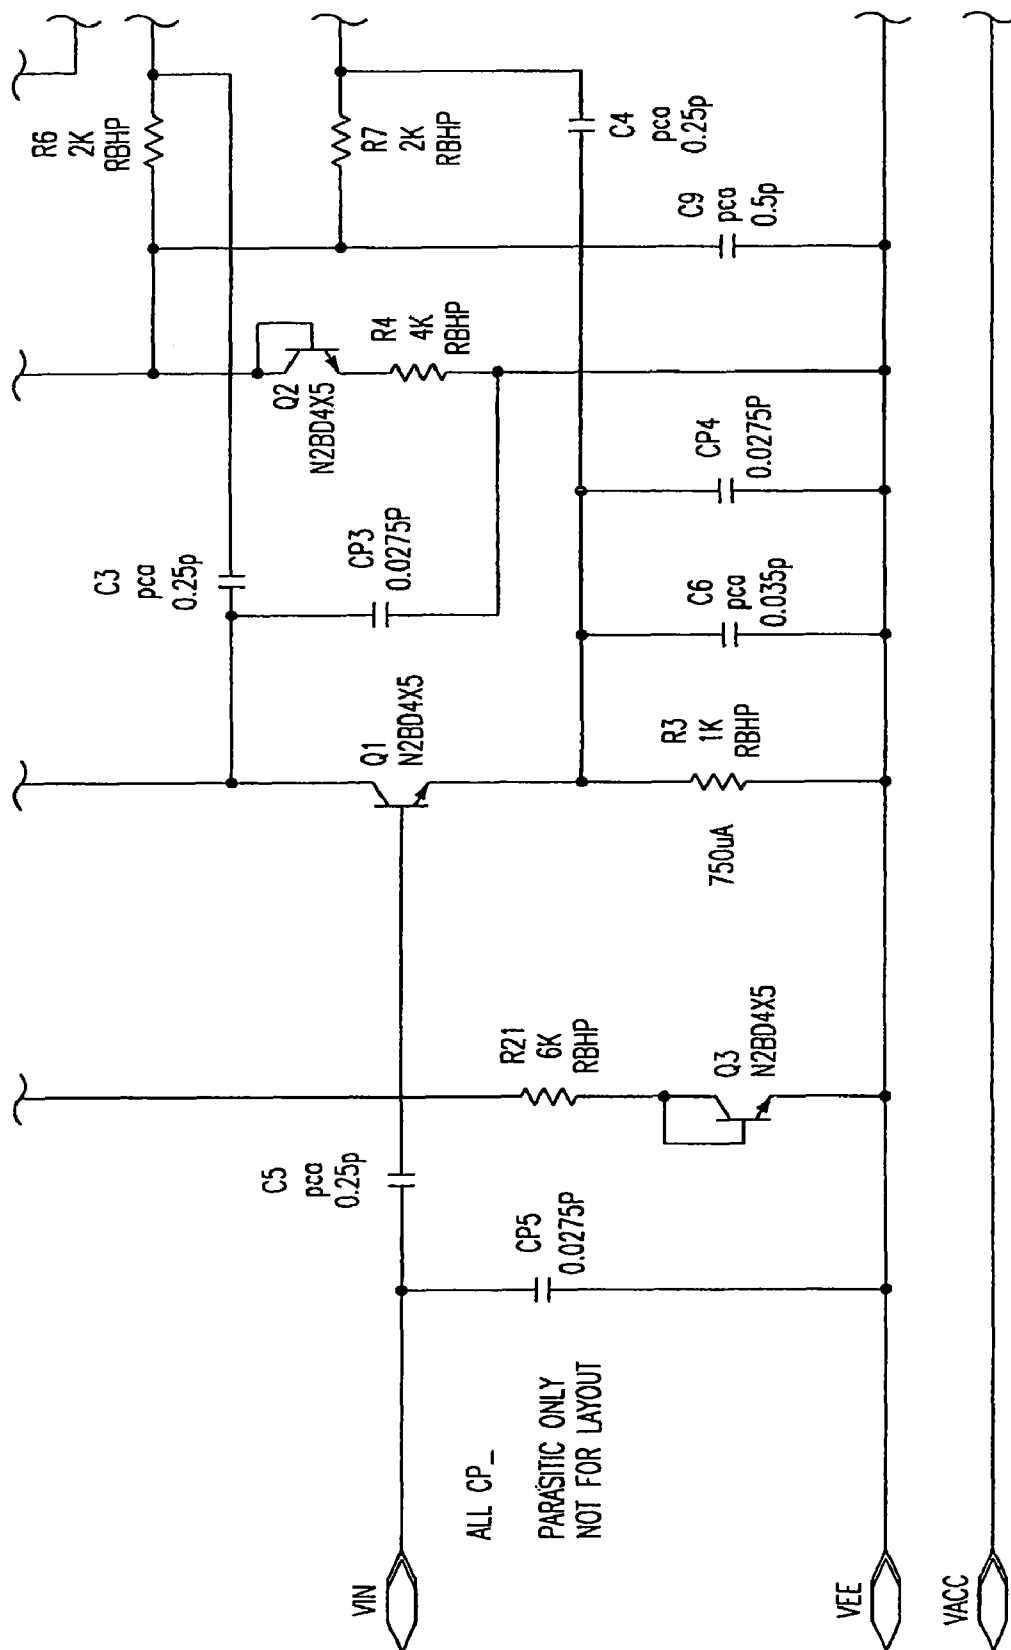 R6
2K
RBHP
R7
2K
RBHP
C4
pca
0.25p
C9
pca
0.5p
Q2
N2BD4X5
R4
4K
RBHP
C3
pca
0.25p
CP3
0.0275P
CP4
0.0275P
C6
pca
0.035p
Q1
N2BD4X5
R3
1K
RBHP
750uA
R21
6K
RBHP
Q3
N2BD4X5
C5
pca
0.25p
CP5
0.0275P
ALL CP_
PARASITIC ONLY
NOT FOR LAYOUT
VIN
VEE
VACC